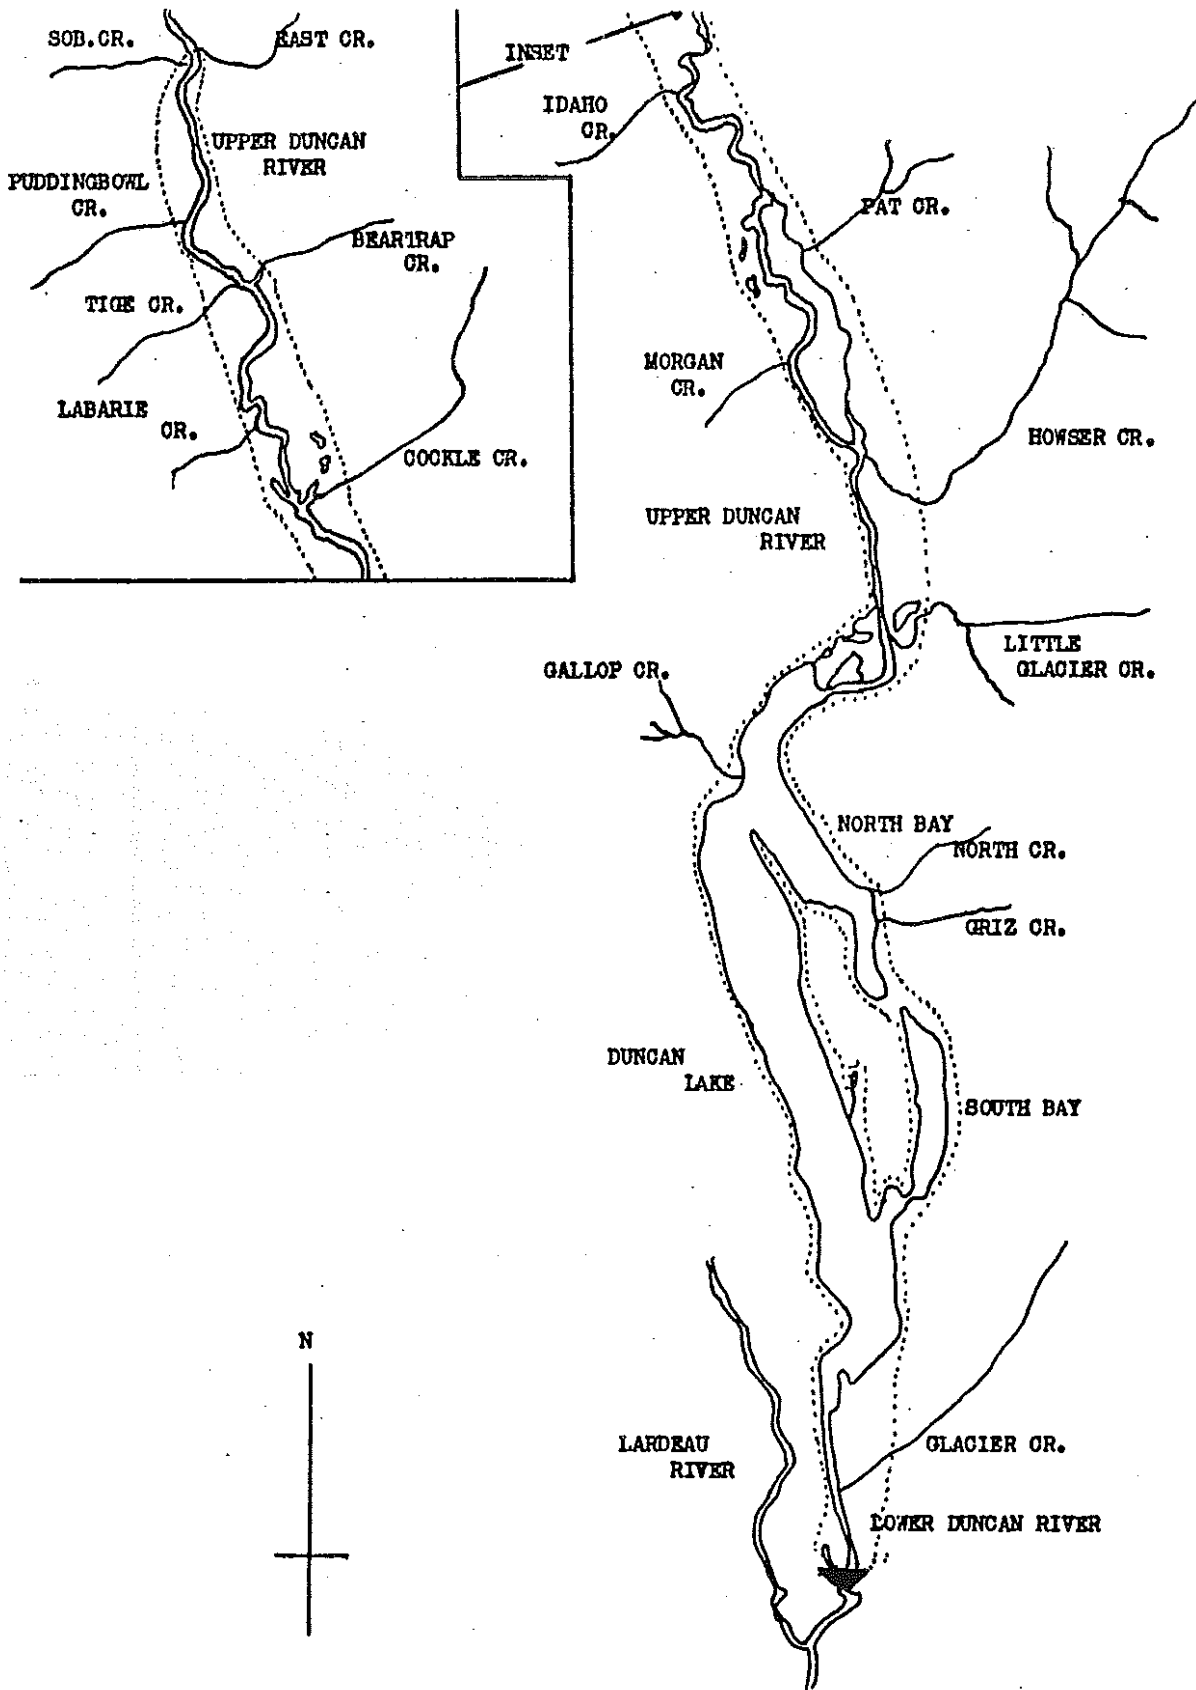 SOB.CR.
EAST CR.
INSET
IDAHO
CR.
UPPER DUNCAN
RIVER
PUDDINGBOWL
CR.
PAT CR.
BEARTRAP
CR.
TIGE CR.
MORGAN
CR.
LABARIE
CR.
COCKLE CR.
HOWSER CR.
UPPER DUNCAN
RIVER
LITTLE
GLACIER CR.
GALLOP CR.
NORTH BAY
NORTH CR.
GRIZ CR.
DUNCAN
LAKE
SOUTH BAY
N
LARDEAU
RIVER
GLACIER CR.
LOWER DUNCAN RIVER